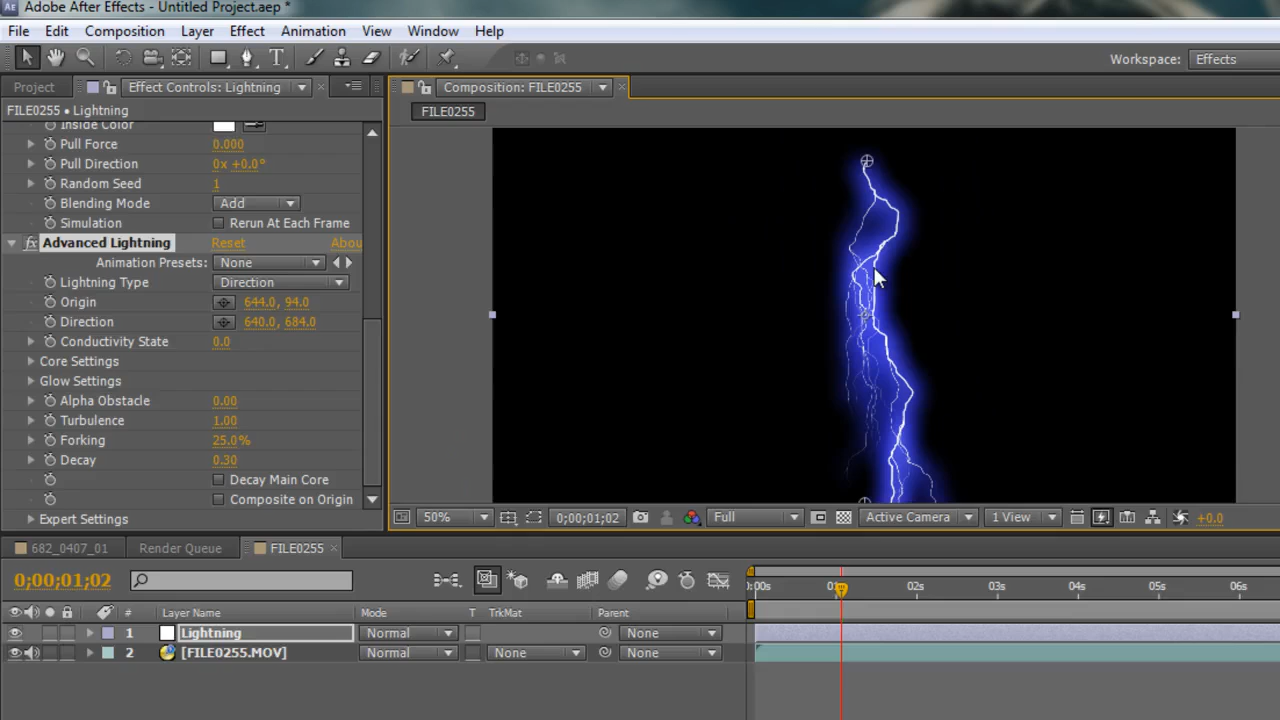 Adobe After Effects - Untitled Project.aep *
File Edit Composition Layer Effect Animation View Window Help
Workspace: Effects
Project Effect Controls: Lightning
Composition: FILE0255
FILE0255 • Lightning
FILE0255
Inside Color
Pull Force 0.000
Pull Direction 0x +0.0°
Random Seed 1
Blending Mode Add
Simulation Rerun At Each Frame
fx Advanced Lightning Reset Abou
Animation Presets: None
Lightning Type Direction
Origin 644.0, 94.0
Direction 640.0, 684.0
Conductivity State 0.0
Core Settings
Glow Settings
Alpha Obstacle 0.00
Turbulence 1.00
Forking 25.0%
Decay 0.30
Decay Main Core
Composite on Origin
Expert Settings
50% 0;00;01;02 Full Active Camera 1 View +0.0
682_0407_01 Render Queue FILE0255
0;00;01;02
:00s 01 02s 03s 04s 05s 06s
# Layer Name Mode T TrkMat Parent
1 Lightning Normal None
2 [FILE0255.MOV] Normal None None